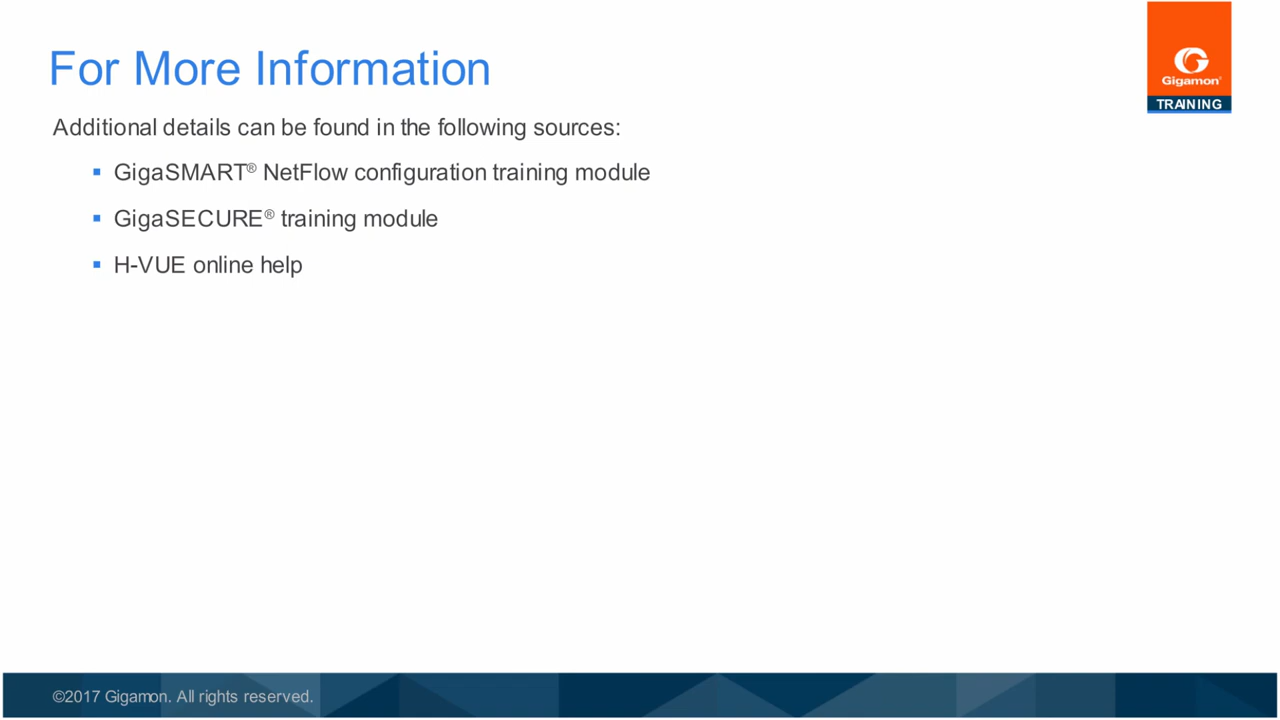 For More Information
Gigamon®
TRAINING
Additional details can be found in the following sources:
▪ GigaSMART® NetFlow configuration training module
▪ GigaSECURE® training module
▪ H-VUE online help
©2017 Gigamon. All rights reserved.